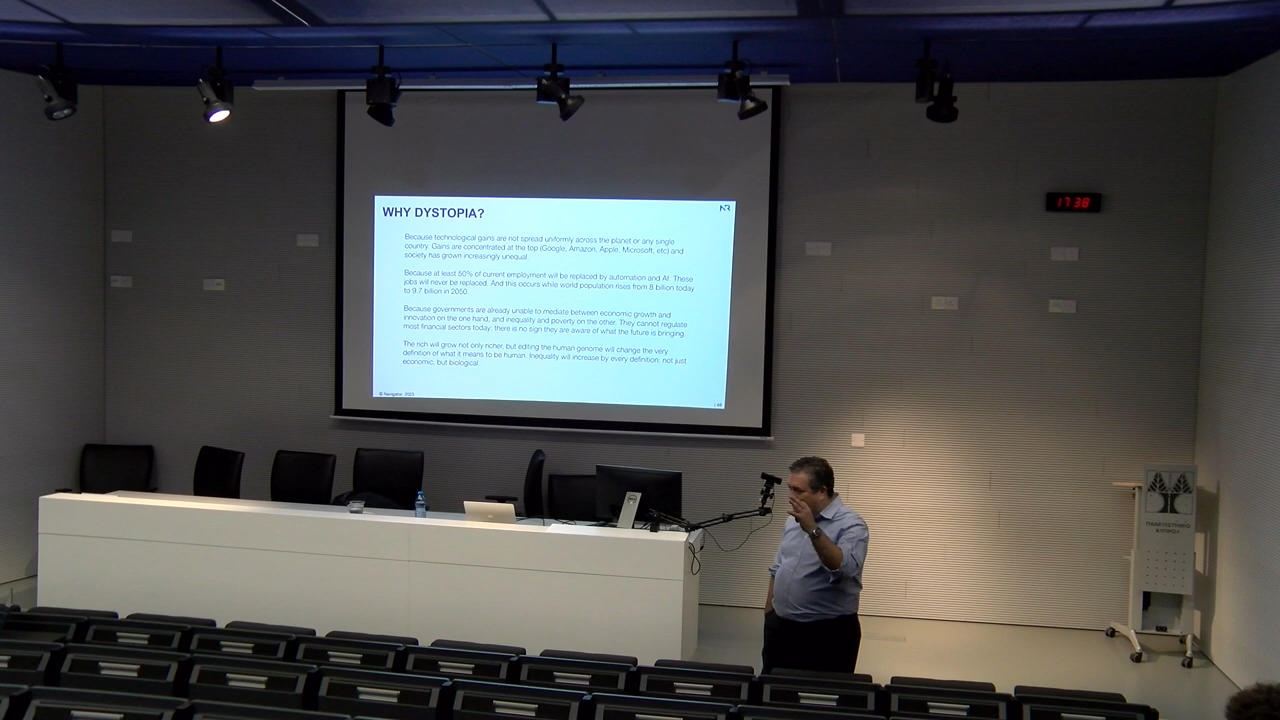 WHY DYSTOPIA?
NR
Because technological gains are not spread uniformly across the planet or any single
country. Gains are concentrated at the top (Google, Amazon, Apple, Microsoft, etc) and
society has grown increasingly unequal.
Because at least 50% of current employment will be replaced by automation and AI. These
jobs will never be replaced. And this occurs while world population rises from 8 billion today
to 9.7 billion in 2050.
Because governments are already unable to mediate between economic growth and
innovation on the one hand, and inequality and poverty on the other. They cannot regulate
most financial sectors today; there is no sign they are aware of what the future is bringing.
The rich will grow not only richer, but editing the human genome will change the very
definition of what it means to be human. Inequality will increase by every definition: not just
economic, but biological.
© Navigator, 2023
| 48
17 38
ΠΑΝΕΠΙΣΤΗΜΙΟ
ΚΥΠΡΟΥ